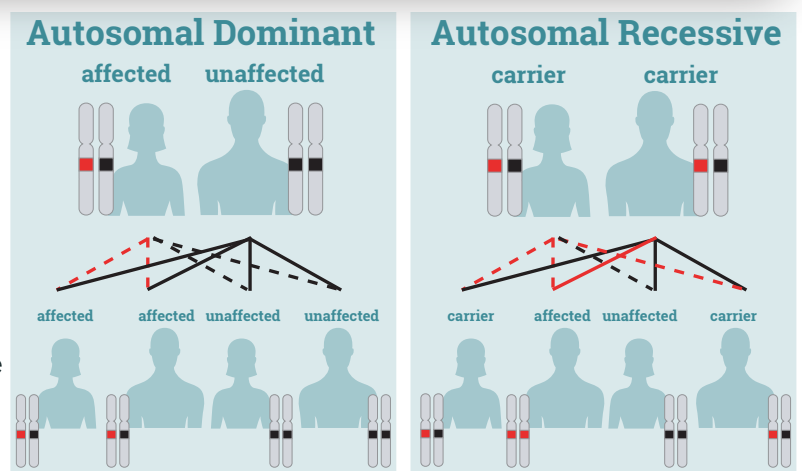 Autosomal Dominant
affected unaffected
affected affected unaffected unaffected
Autosomal Recessive
carrier carrier
carrier affected unaffected carrier